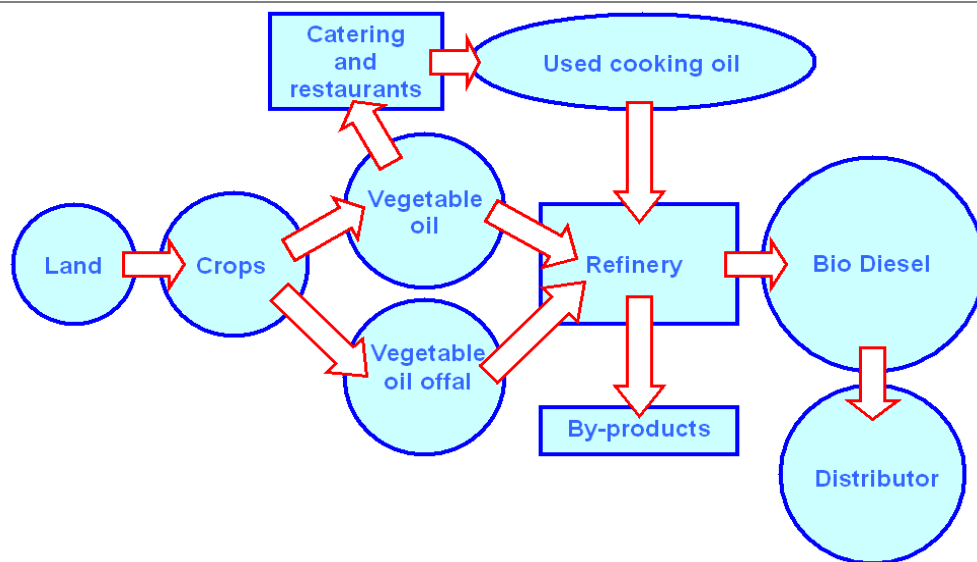 Catering
and
restaurants
Used cooking oil
Vegetable
oil
Land
Crops
Refinery
Bio Diesel
Vegetable
oil offal
By-products
Distributor